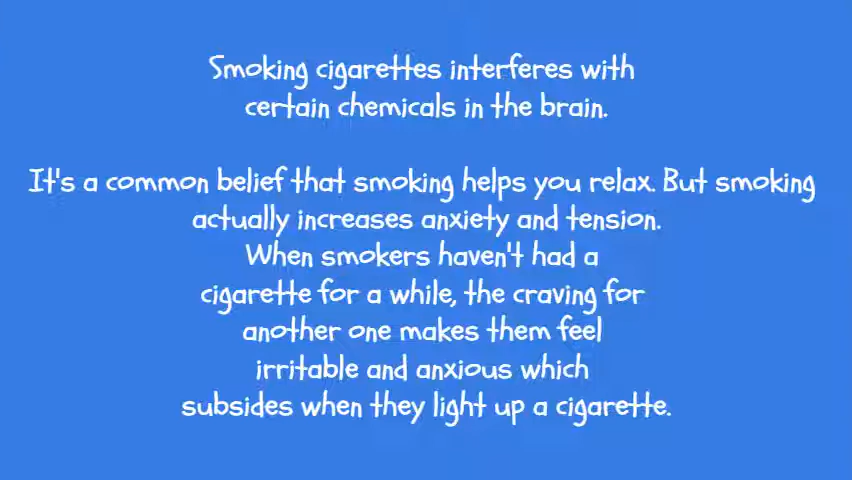 Smoking cigarettes interferes with
certain chemicals in the brain.
It's a common belief that smoking helps you relax. But smoking
actually increases anxiety and tension.
When smokers haven't had a
cigarette for a while, the craving for
another one makes them feel
irritable and anxious which
subsides when they light up a cigarette.